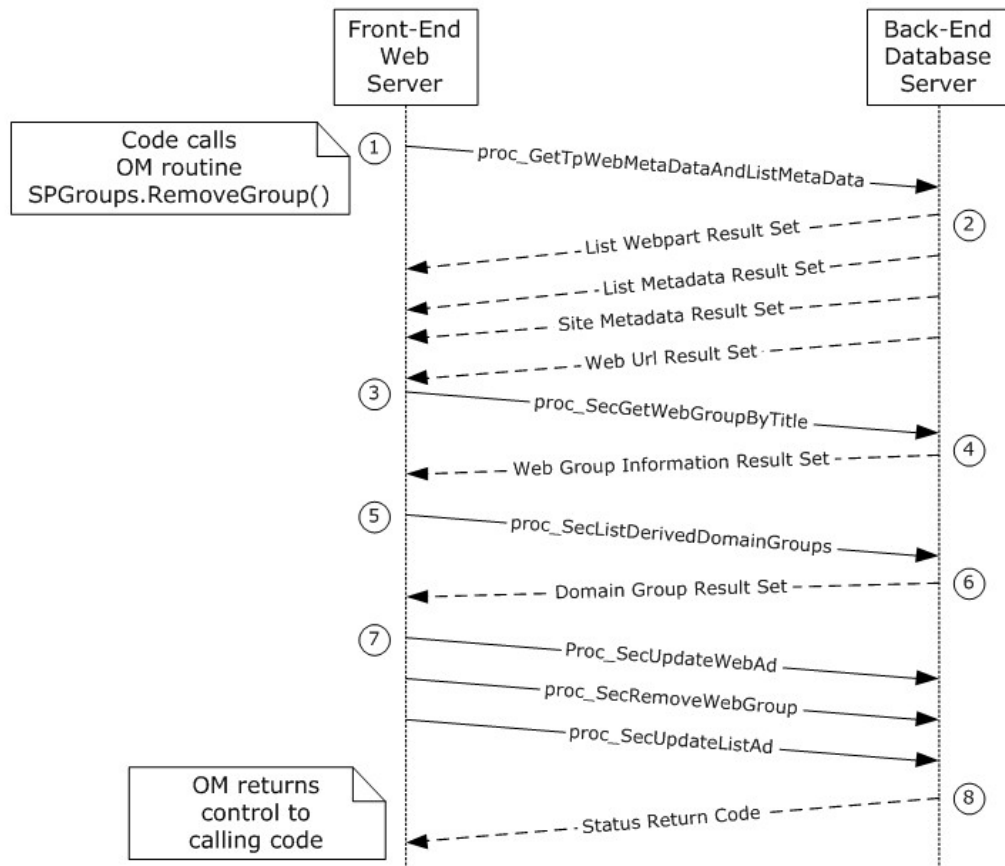 Front-End
Web
Server
Back-End
Database
Server
Code calls
OM routine
SPGroups.RemoveGroup()
1
proc_GetTpWebMetaDataAndListMetaData
2
List Webpart Result Set
List Metadata Result Set
Site Metadata Result Set
Web Url Result Set
3
proc_SecGetWebGroupByTitle
4
Web Group Information Result Set
5
proc_SecListDerivedDomainGroups
6
Domain Group Result Set
7
Proc_SecUpdateWebAd
proc_SecRemoveWebGroup
proc_SecUpdateListAd
OM returns
control to
calling code
8
Status Return Code